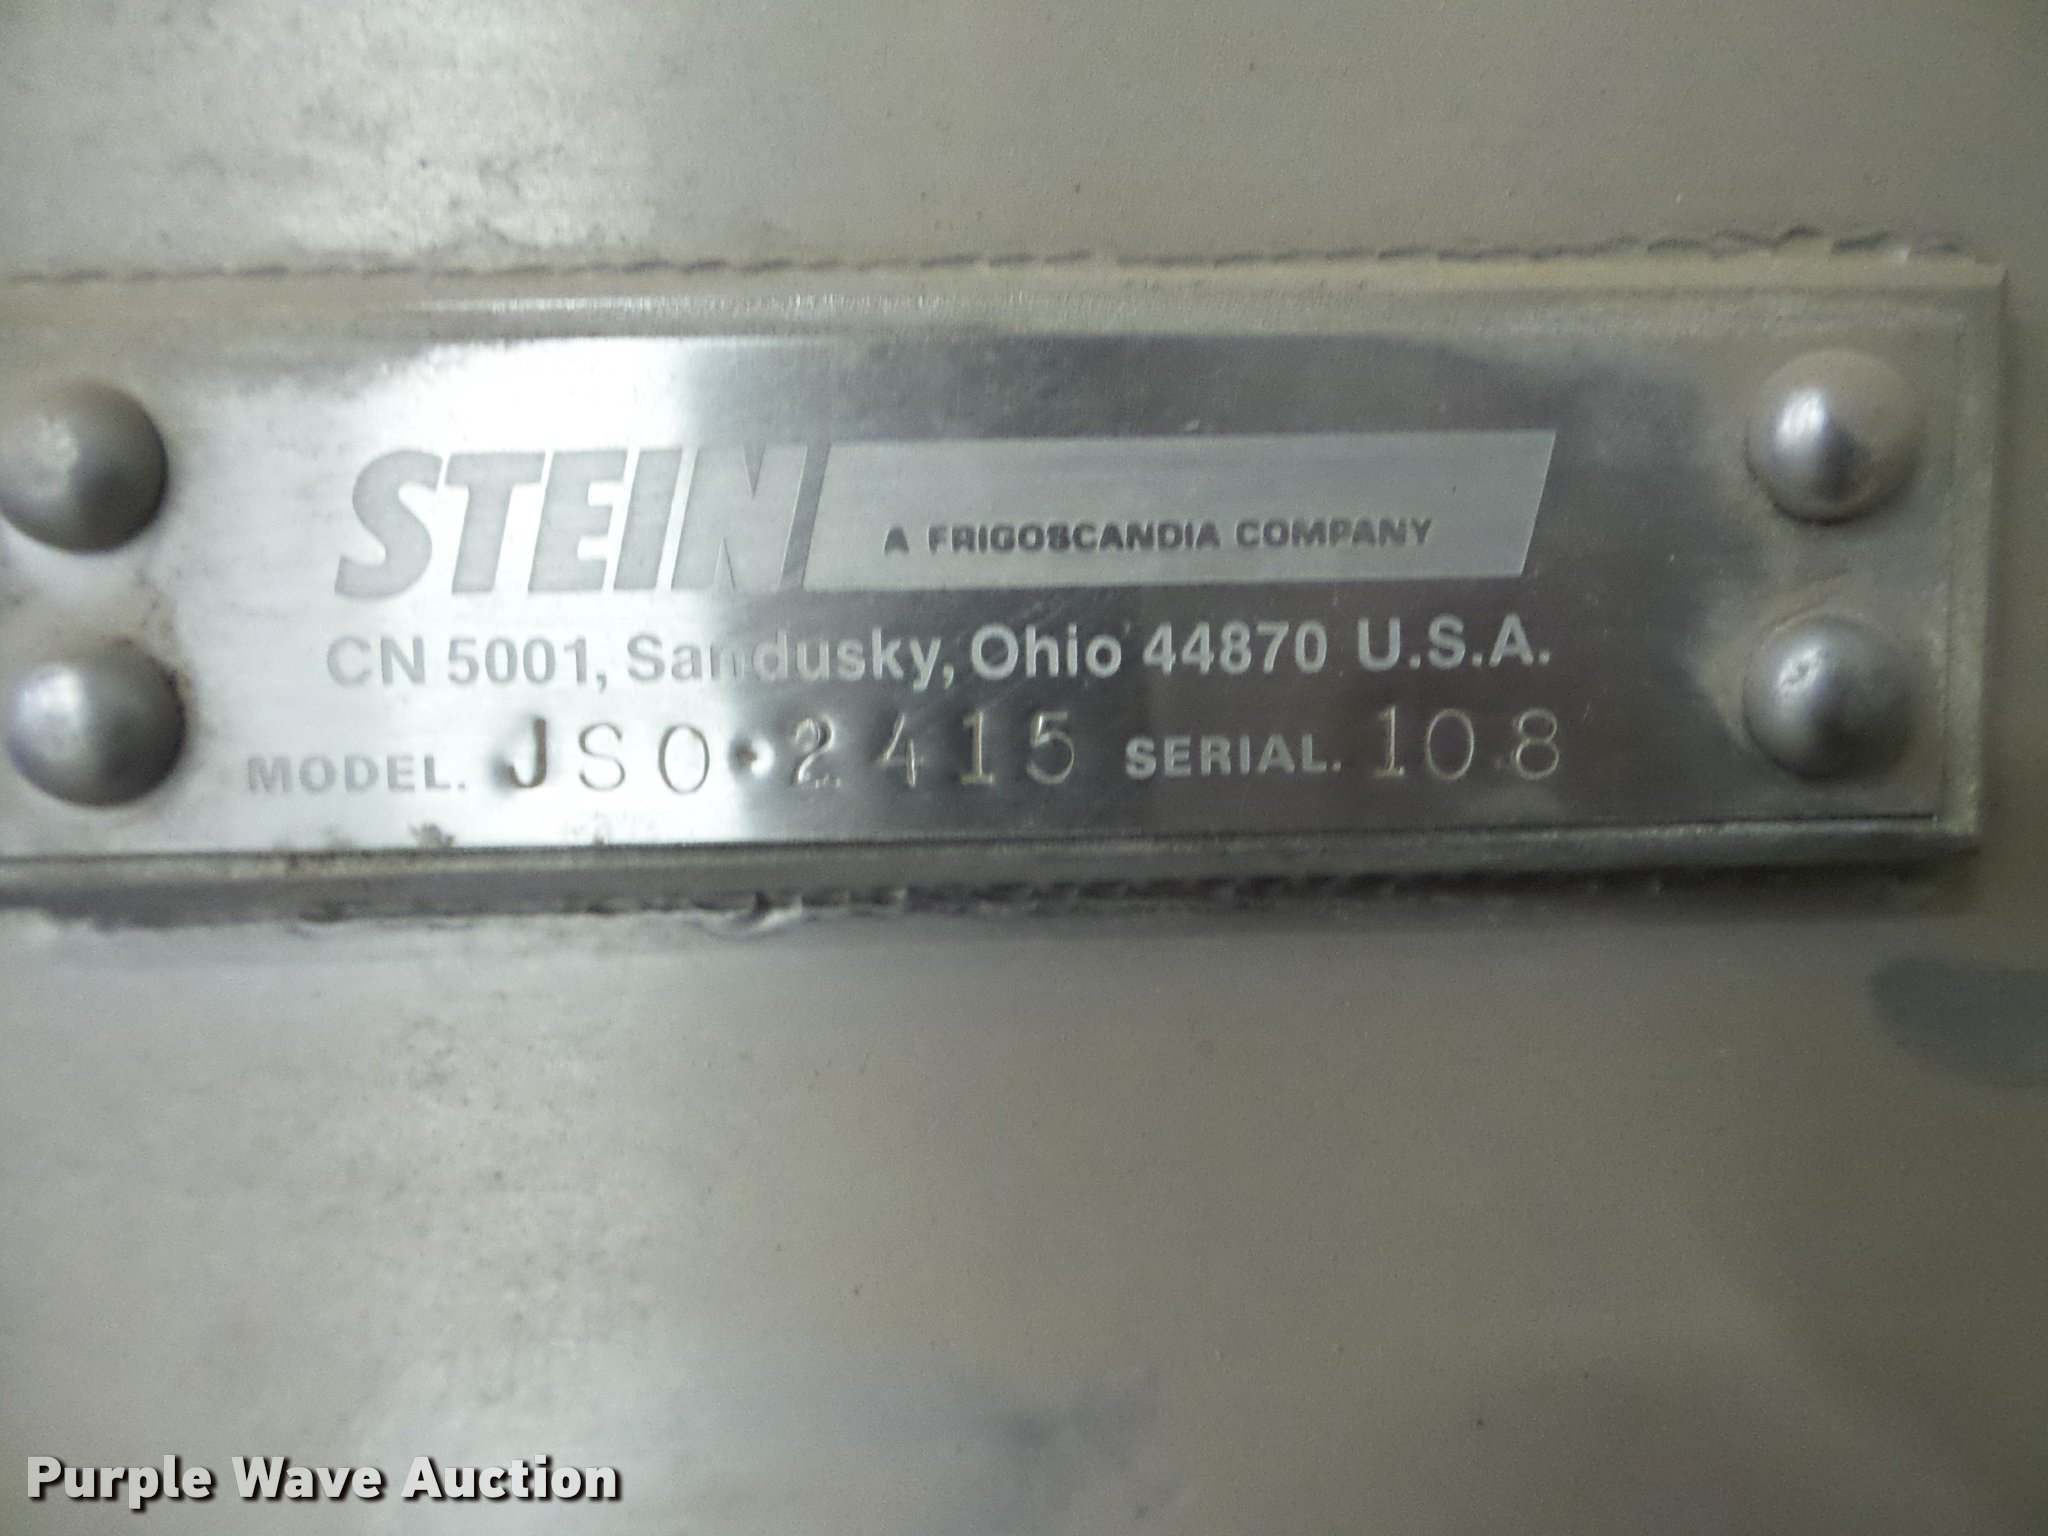 STEIN
A FRIGOSCANDIA COMPANY
CN 5001, Sandusky, Ohio 44870 U.S.A.
MODEL. JSO•2415 SERIAL. 108
Purple Wave Auction